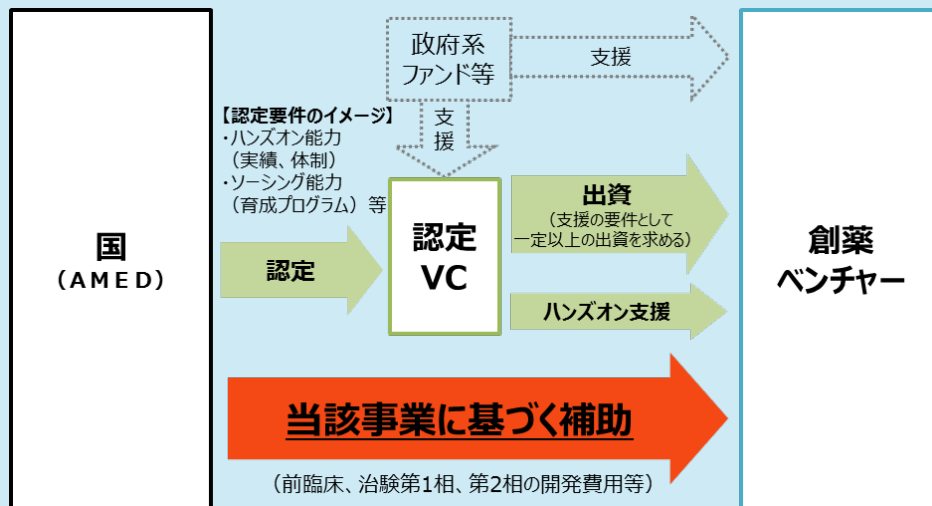 政府系
ファンド等
支援
【認定要件のイメージ】
・ハンズオン能力
（実績、体制）
・ソーシング能力
（育成プログラム）等
支
援
国
（AMED）
認定
認定
VC
出資
（支援の要件として
一定以上の出資を求める）
ハンズオン支援
創薬
ベンチャー
当該事業に基づく補助
（前臨床、治験第1相、第2相の開発費用等）